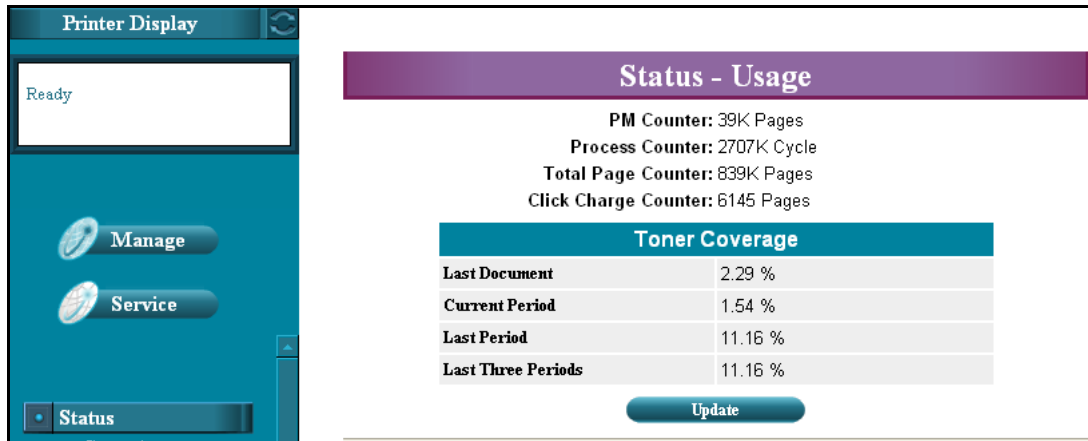 Printer Display
Ready
Manage
Service
Status
Status - Usage
PM Counter: 39K Pages
Process Counter: 2707K Cycle
Total Page Counter: 839K Pages
Click Charge Counter: 6145 Pages
Toner Coverage
Last Document 2.29 %
Current Period 1.54 %
Last Period 11.16 %
Last Three Periods 11.16 %
Update